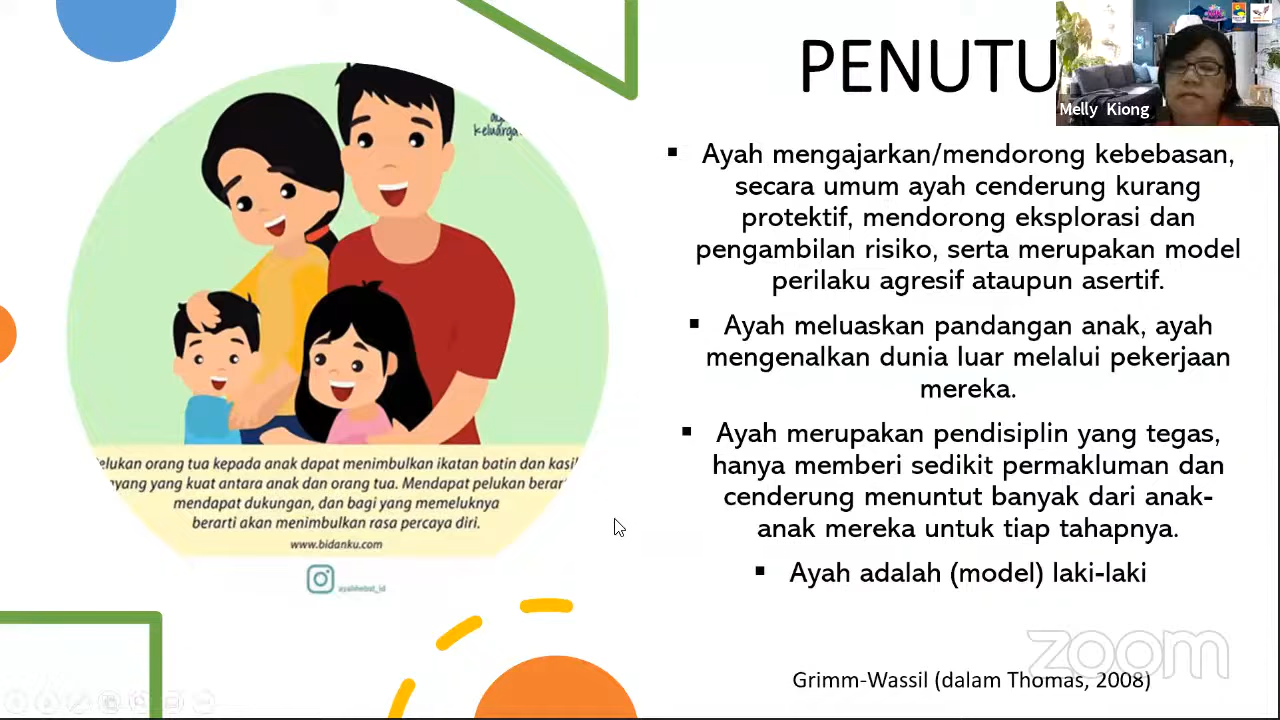 PENUTU
Melly Kiong
keluarga
Ayah mengajarkan/mendorong kebebasan,
secara umum ayah cenderung kurang
protektif, mendorong eksplorasi dan
pengambilan risiko, serta merupakan model
perilaku agresif ataupun asertif.
Ayah meluaskan pandangan anak, ayah
mengenalkan dunia luar melalui pekerjaan
mereka.
Ayah merupakan pendisiplin yang tegas,
hanya memberi sedikit permakluman dan
cenderung menuntut banyak dari anak-
anak mereka untuk tiap tahapnya.
Ayah adalah (model) laki-laki
Grimm-Wassil (dalam Thomas, 2008)
elukan orang tua kepada anak dapat menimbulkan ikatan batin dan kasi
yang yang kuat antara anak dan orang tua. Mendapat pelukan berar
mendapat dukungan, dan bagi yang memeluknya
berarti akan menimbulkan rasa percaya diri.
www.bidanku.com
zoom